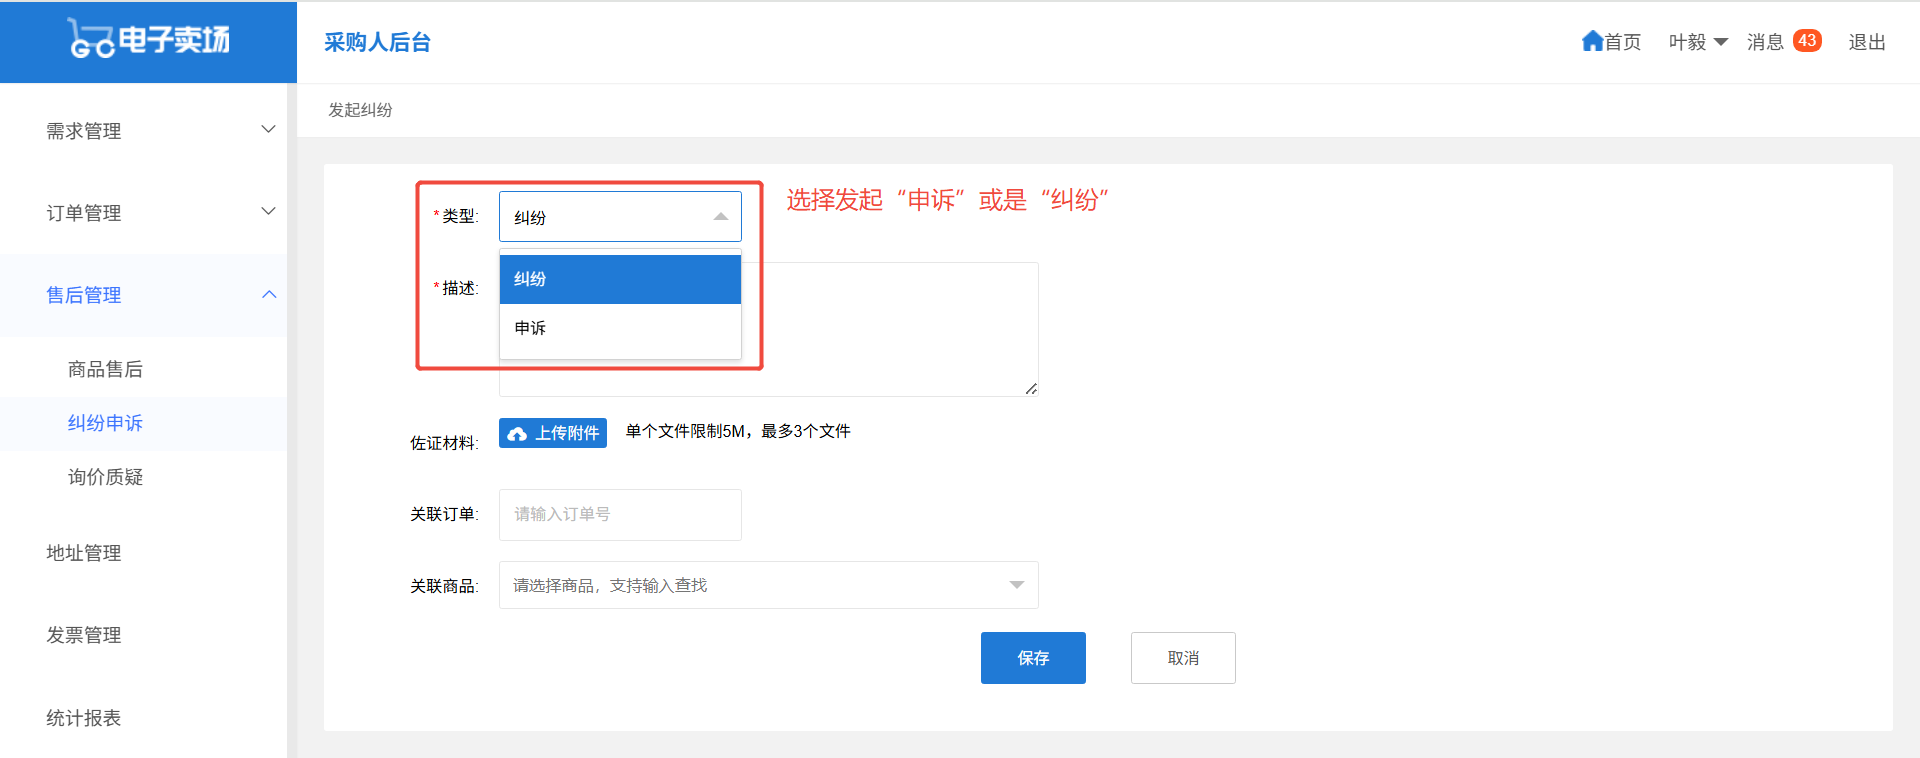 GC电子卖场
采购人后台
首页 叶毅 消息 43 退出
发起纠纷
需求管理
订单管理
售后管理
商品售后
纠纷申诉
询价质疑
地址管理
发票管理
统计报表
*类型: 纠纷
选择发起“申诉”或是“纠纷”
纠纷
申诉
*描述:
佐证材料: 上传附件 单个文件限制5M，最多3个文件
关联订单: 请输入订单号
关联商品: 请选择商品，支持输入查找
保存 取消